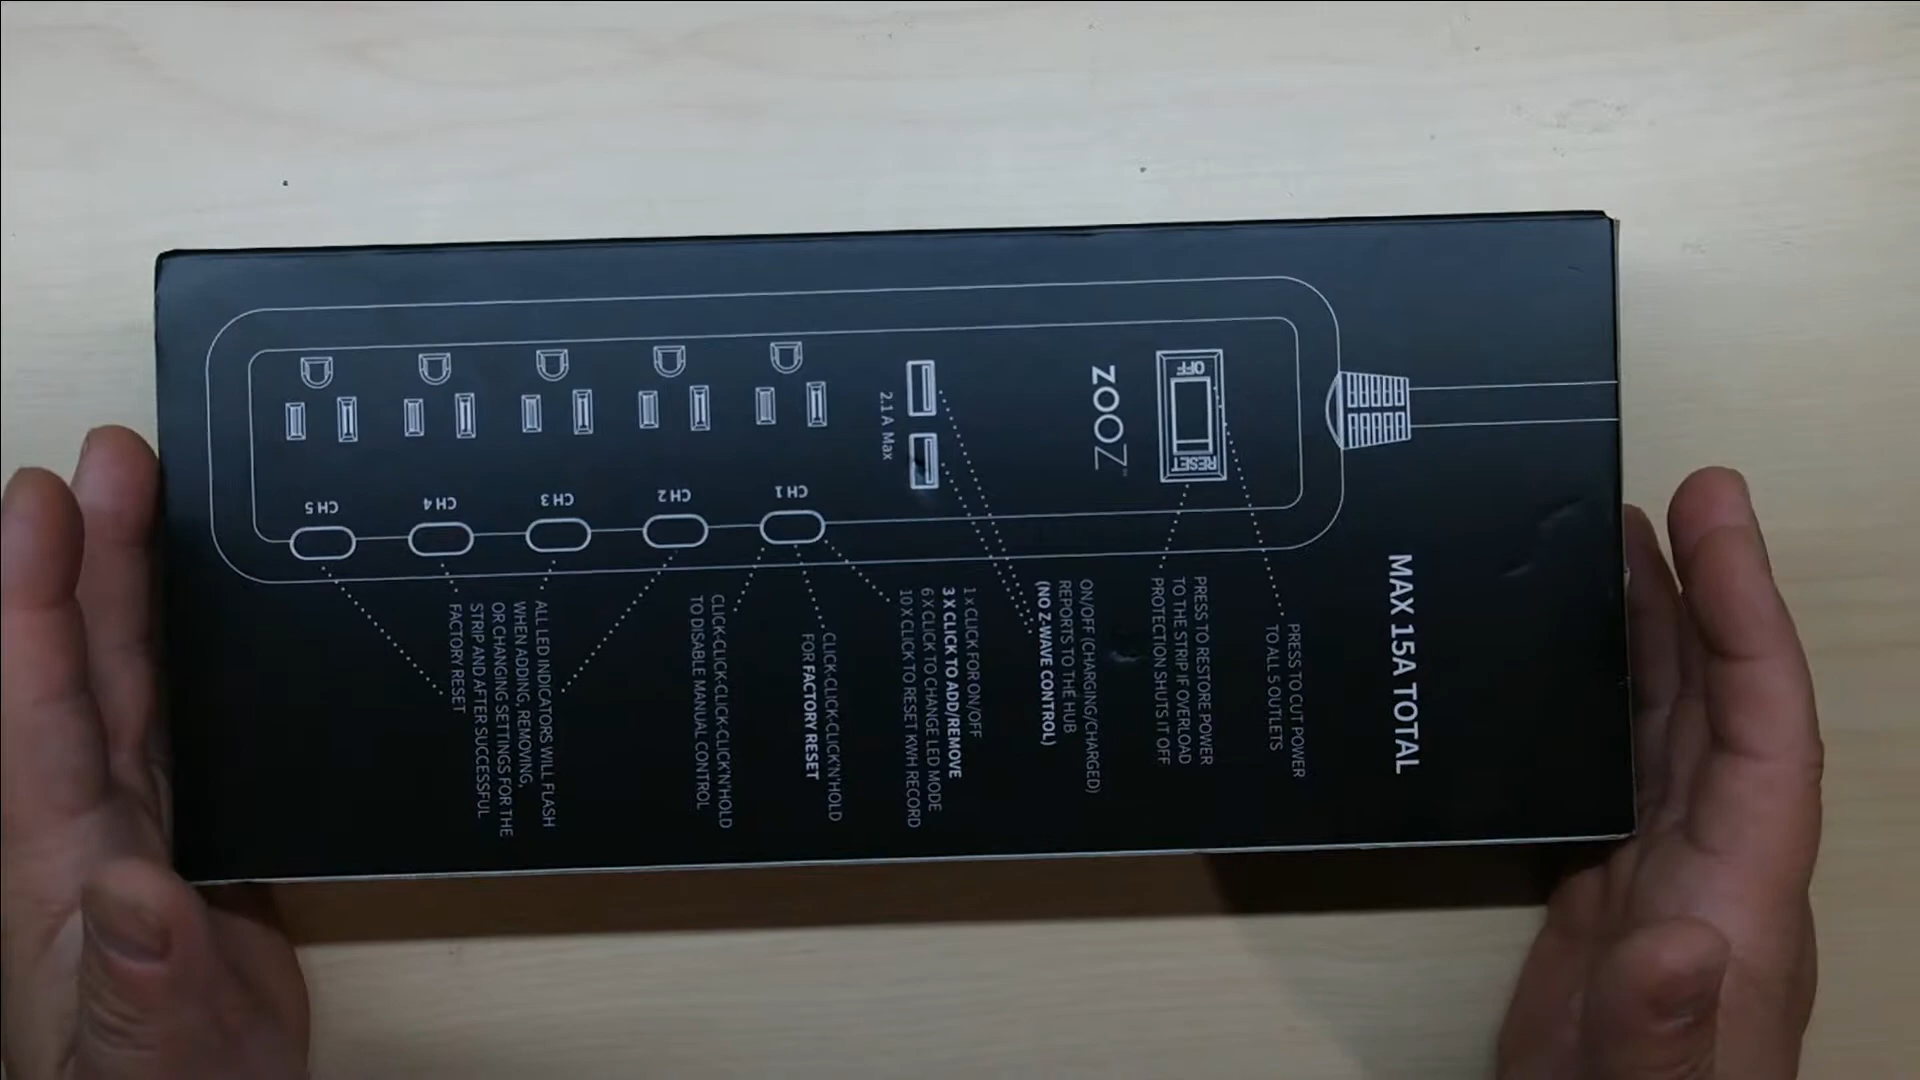 MAX 15A TOTAL
PRESS TO CUT POWER
TO ALL 5 OUTLETS
OFF
RESET
PRESS TO RESTORE POWER
TO THE STRIP IF OVERLOAD
PROTECTION SHUTS IT OFF
ZOOZ
ON/OFF (CHARGING/CHARGED)
REPORTS TO THE HUB
(NO Z-WAVE CONTROL)
2.1 A Max
1 x CLICK FOR ON/OFF
3 X CLICK TO ADD/REMOVE
6 X CLICK TO CHANGE LED MODE
10 X CLICK TO RESET KWH RECORD
CH 1
CLICK-CLICK-CLICK'N'HOLD
FOR FACTORY RESET
CLICK-CLICK-CLICK-CLICK'N'HOLD
TO DISABLE MANUAL CONTROL
CH 2
CH 3
CH 4
CH 5
ALL LED INDICATORS WILL FLASH
WHEN ADDING, REMOVING,
OR CHANGING SETTINGS FOR THE
STRIP AND AFTER SUCCESSFUL
FACTORY RESET